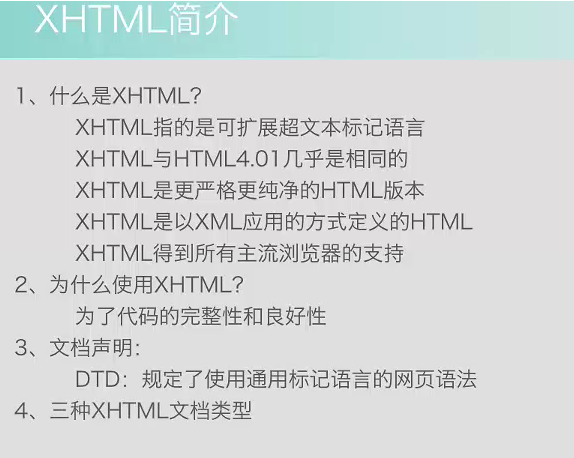 XHTML简介
1、什么是XHTML?
XHTML指的是可扩展超文本标记语言
XHTML与HTML4.01几乎是相同的
XHTML是更严格更纯净的HTML版本
XHTML是以XML应用的方式定义的HTML
XHTML得到所有主流浏览器的支持
2、为什么使用XHTML?
为了代码的完整性和良好性
3、文档声明：
DTD：规定了使用通用标记语言的网页语法
4、三种XHTML文档类型